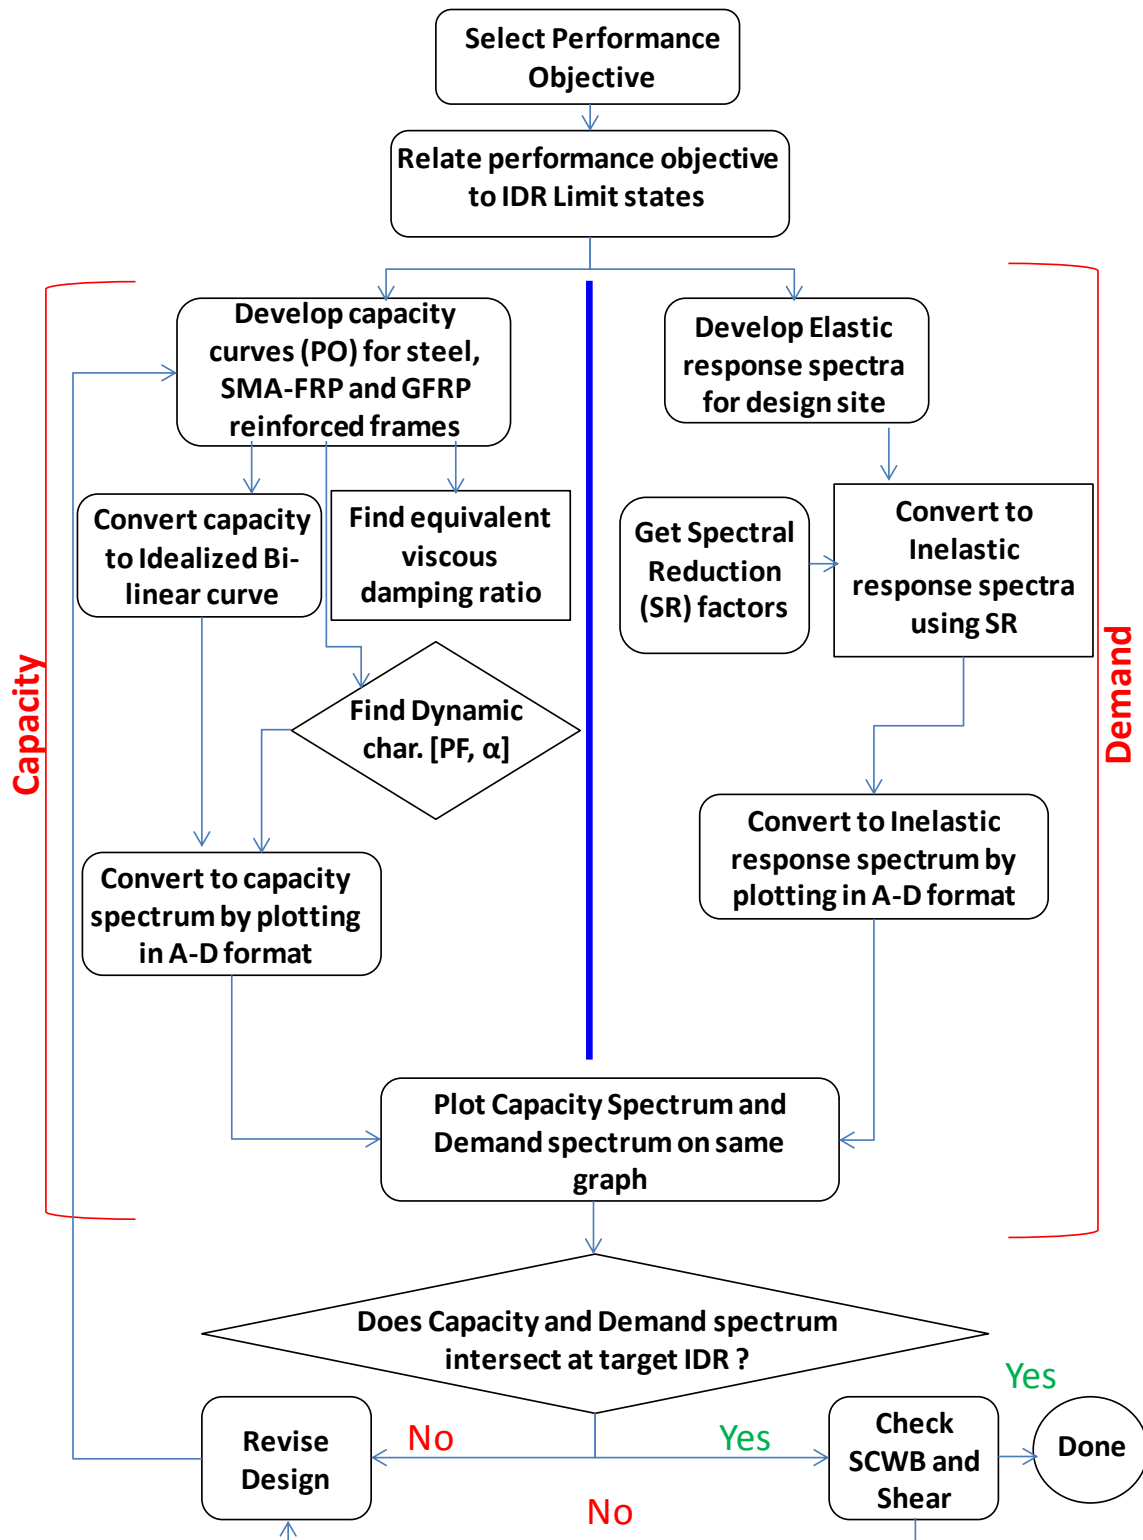 Select Performance
Objective
Relate performance objective
to IDR Limit states
Capacity
Develop capacity
curves (PO) for steel,
SMA-FRP and GFRP
reinforced frames
Convert capacity
to Idealized Bi-
linear curve
Find equivalent
viscous
damping ratio
Find Dynamic
char. [PF, α]
Convert to capacity
spectrum by plotting
in A-D format
Develop Elastic
response spectra
for design site
Get Spectral
Reduction
(SR) factors
Convert to
Inelastic
response spectra
using SR
Convert to Inelastic
response spectrum by
plotting in A-D format
Demand
Plot Capacity Spectrum and
Demand spectrum on same
graph
Does Capacity and Demand spectrum
intersect at target IDR ?
No
Yes
Revise
Design
Check
SCWB and
Shear
Yes
Done
No